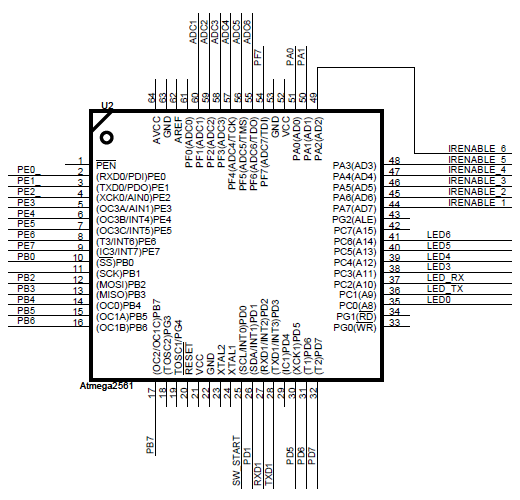 ADC1
ADC2
ADC3
ADC4
ADC5
ADC6
PF7
PA0
PA1
64
63
62
61
60
59
58
57
56
55
54
53
52
51
50
49
U2
AVCC
GND
AREF
PF0(ADC0)
PF1(ADC1)
PF2(ADC2)
PF3(ADC3)
PF4(ADC4/TCK)
PF5(ADC5/TMS)
PF6(ADC6/TDO)
PF7(ADC7/TDI)
GND
VCC
PA0(AD0)
PA1(AD1)
PA2(AD2)
1 PEN
PE0_ 2 (RXD0/PDI)PE0
PE1_ 3 (TXD0/PDO)PE1
PE2_ 4 (XCK0/AIN0)PE2
PE3 5 (OC3A/AIN1)PE3
PE4 6 (OC3B/INT4)PE4
PE5 7 (OC3C/INT5)PE5
PE6 8 (T3/INT6)PE6
PE7 9 (IC3/INT7)PE7
PB0 10 (SS)PB0
11 (SCK)PB1
PB2 12 (MOSI)PB2
PB3 13 (MISO)PB3
PB4 14 (OC0)PB4
PB5 15 (OC1A)PB5
PB6 16 (OC1B)PB6
IRENABLE_6
PA3(AD3) 48 IRENABLE_5
PA4(AD4) 47 IRENABLE_4
PA5(AD5) 46 IRENABLE_3
PA6(AD6) 45 IRENABLE_2
PA7(AD7) 44 IRENABLE_1
PG2(ALE) 43
PC7(A15) 42
PC6(A14) 41 LED6
PC5(A13) 40 LED5
PC4(A12) 39 LED4
PC3(A11) 38 LED3
PC2(A10) 37 LED_RX
PC1(A9) 36 LED_TX
PC0(A8) 35 LED0
PG1(RD) 34
PG0(WR) 33
(OC2/OC1C)PB7
(TOSC2)PG3
TOSC1/PG4
RESET
VCC
GND
XTAL2
XTAL1
(SCL/INT0)PD0
(SDA/INT1)PD1
(RXD1/INT2)PD2
(TXD1/INT3)PD3
(IC1)PD4
(XCK1)PD5
(T1)PD6
(T2)PD7
Atmega2561
17
18
19
20
21
22
23
24
25
26
27
28
29
30
31
32
PB7
SW_START
PD1
RXD1
TXD1
PD5
PD6
PD7